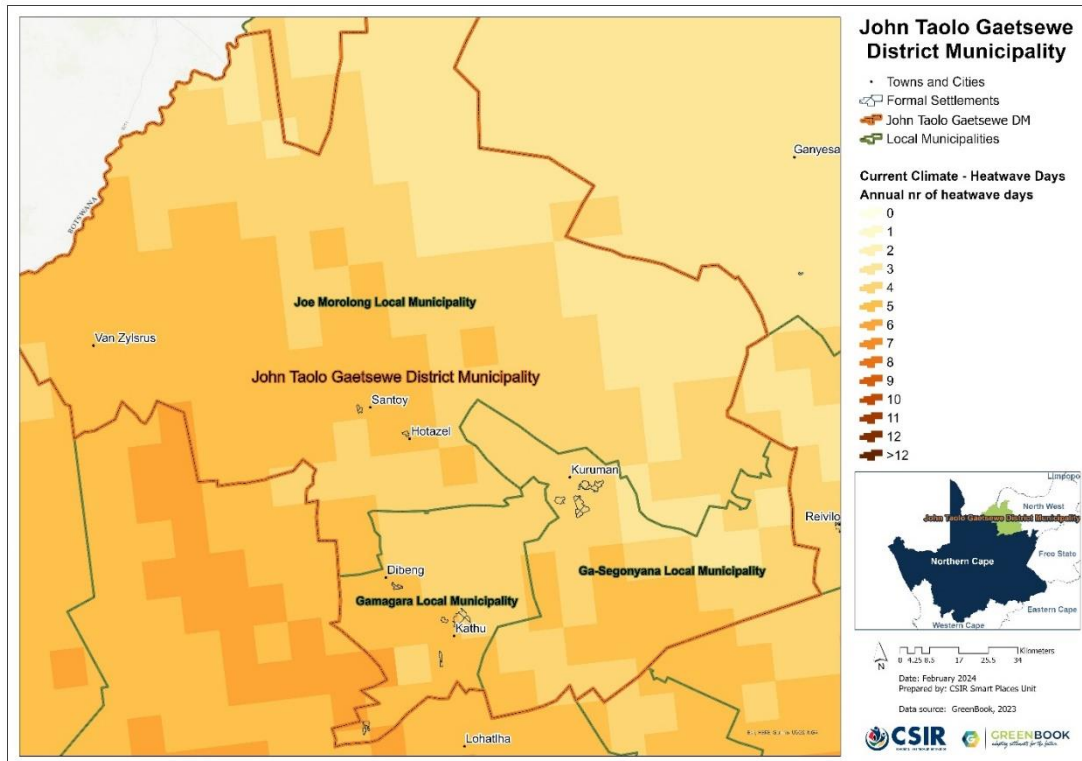 John Taolo Gaetsewe
District Municipality
Towns and Cities
Formal Settlements
John Taolo Gaetsewe DM
Local Municipalities
Current Climate - Heatwave Days
Annual nr of heatwave days
0
1
2
3
4
5
6
7
8
9
10
11
12
>12
BOTSWANA
Ganyesa
Joe Morolong Local Municipality
Van Zylsrus
John Taolo Gaetsewe District Municipality
Santoy
Hotazel
Kuruman
Reivilo
Dibeng
Ga-Segonyana Local Municipality
Gamagara Local Municipality
Kathu
Lohatlha
Limpopo
North West
John Taolo Gaetsewe District Municipality
Free State
Northern Cape
Eastern Cape
Western Cape
N
Kilometers
0 4.25 8.5 17 25.5 34
Date: February 2024
Prepared by: CSIR Smart Places Unit
Data source: GreenBook, 2023
CSIR
GREENBOOK